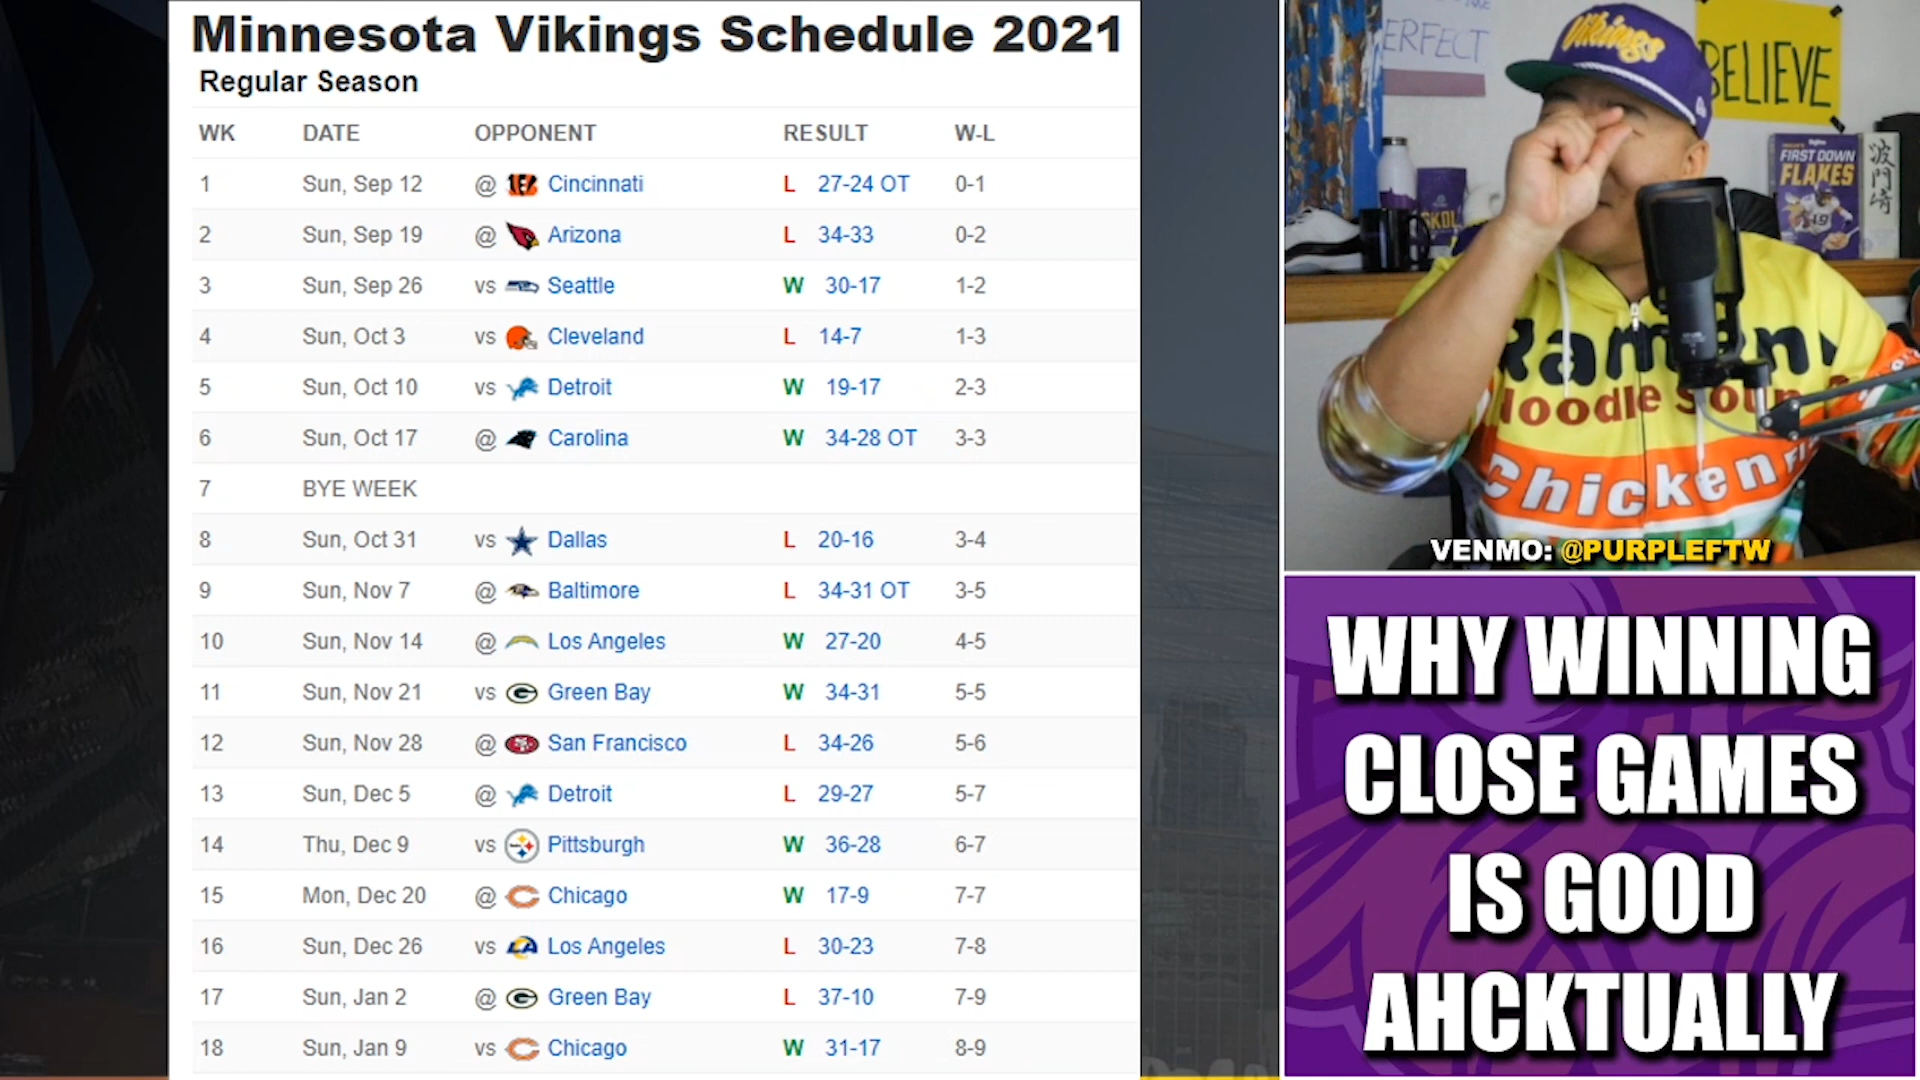 Minnesota Vikings Schedule 2021
Regular Season
WK DATE OPPONENT RESULT W-L
1 Sun, Sep 12 @ Cincinnati L 27-24 OT 0-1
2 Sun, Sep 19 @ Arizona L 34-33 0-2
3 Sun, Sep 26 vs Seattle W 30-17 1-2
4 Sun, Oct 3 vs Cleveland L 14-7 1-3
5 Sun, Oct 10 vs Detroit W 19-17 2-3
6 Sun, Oct 17 @ Carolina W 34-28 OT 3-3
7 BYE WEEK
8 Sun, Oct 31 vs Dallas L 20-16 3-4
9 Sun, Nov 7 @ Baltimore L 34-31 OT 3-5
10 Sun, Nov 14 @ Los Angeles W 27-20 4-5
11 Sun, Nov 21 vs Green Bay W 34-31 5-5
12 Sun, Nov 28 @ San Francisco L 34-26 5-6
13 Sun, Dec 5 @ Detroit L 29-27 5-7
14 Thu, Dec 9 vs Pittsburgh W 36-28 6-7
15 Mon, Dec 20 @ Chicago W 17-9 7-7
16 Sun, Dec 26 vs Los Angeles L 30-23 7-8
17 Sun, Jan 2 @ Green Bay L 37-10 7-9
18 Sun, Jan 9 vs Chicago W 31-17 8-9
Vikings
ERFECT
BELIEVE
FIRST DOWN
FLAKES
19
波
門
崎
SKOL
Ramen
Noodle Soup
Chicken
VENMO: @PURPLEFTW
WHY WINNING
CLOSE GAMES
IS GOOD
AHCKTUALLY